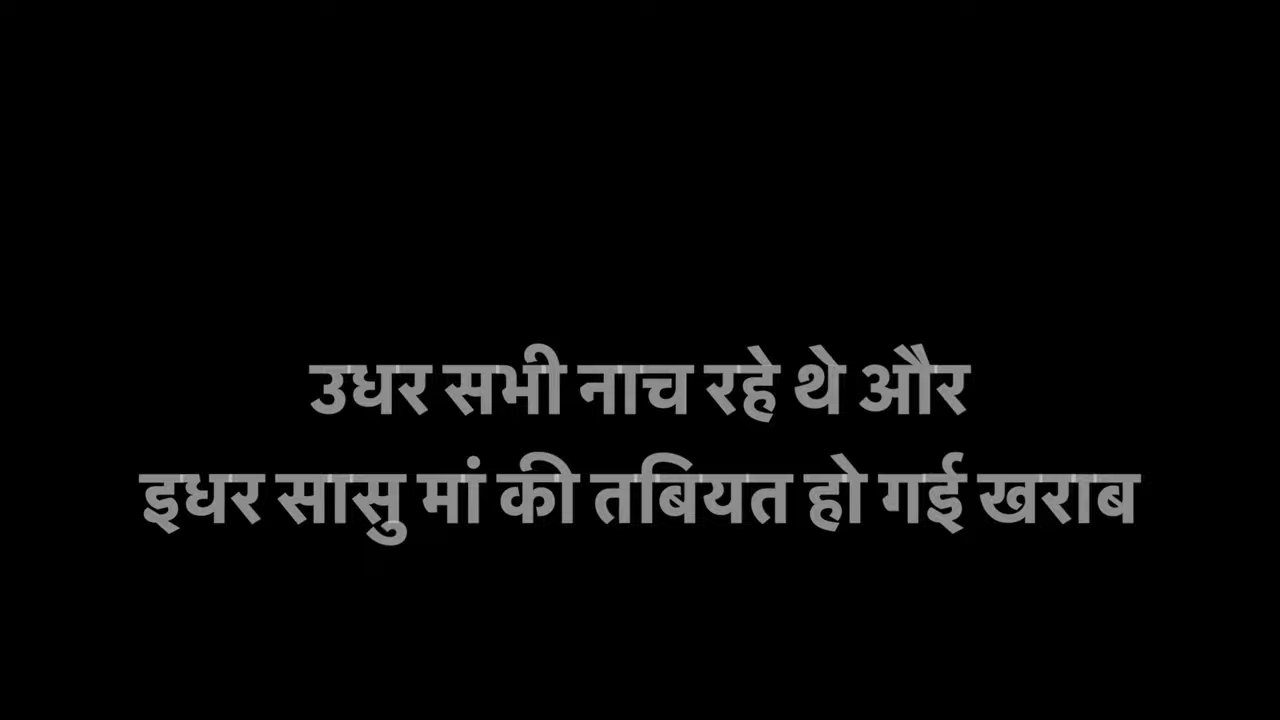 उधर सभी नाच रहे थे और
इधर सासु मां की तबियत हो गई खराब